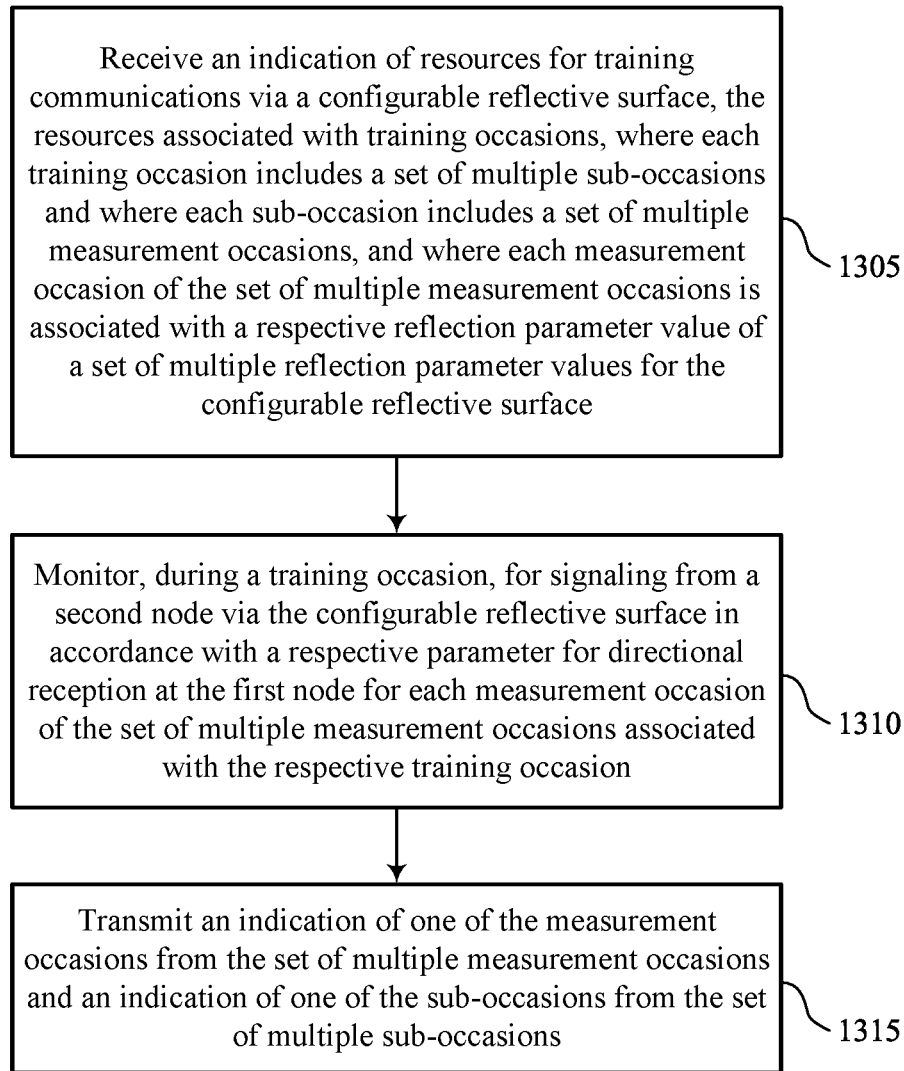 Receive an indication of resources for training
communications via a configurable reflective surface, the
resources associated with training occasions, where each
training occasion includes a set of multiple sub-occasions
and where each sub-occasion includes a set of multiple
measurement occasions, and where each measurement
occasion of the set of multiple measurement occasions is
associated with a respective reflection parameter value of
a set of multiple reflection parameter values for the
configurable reflective surface
1305
Monitor, during a training occasion, for signaling from a
second node via the configurable reflective surface in
accordance with a respective parameter for directional
reception at the first node for each measurement occasion
of the set of multiple measurement occasions associated
with the respective training occasion
1310
Transmit an indication of one of the measurement
occasions from the set of multiple measurement occasions
and an indication of one of the sub-occasions from the set
of multiple sub-occasions
1315